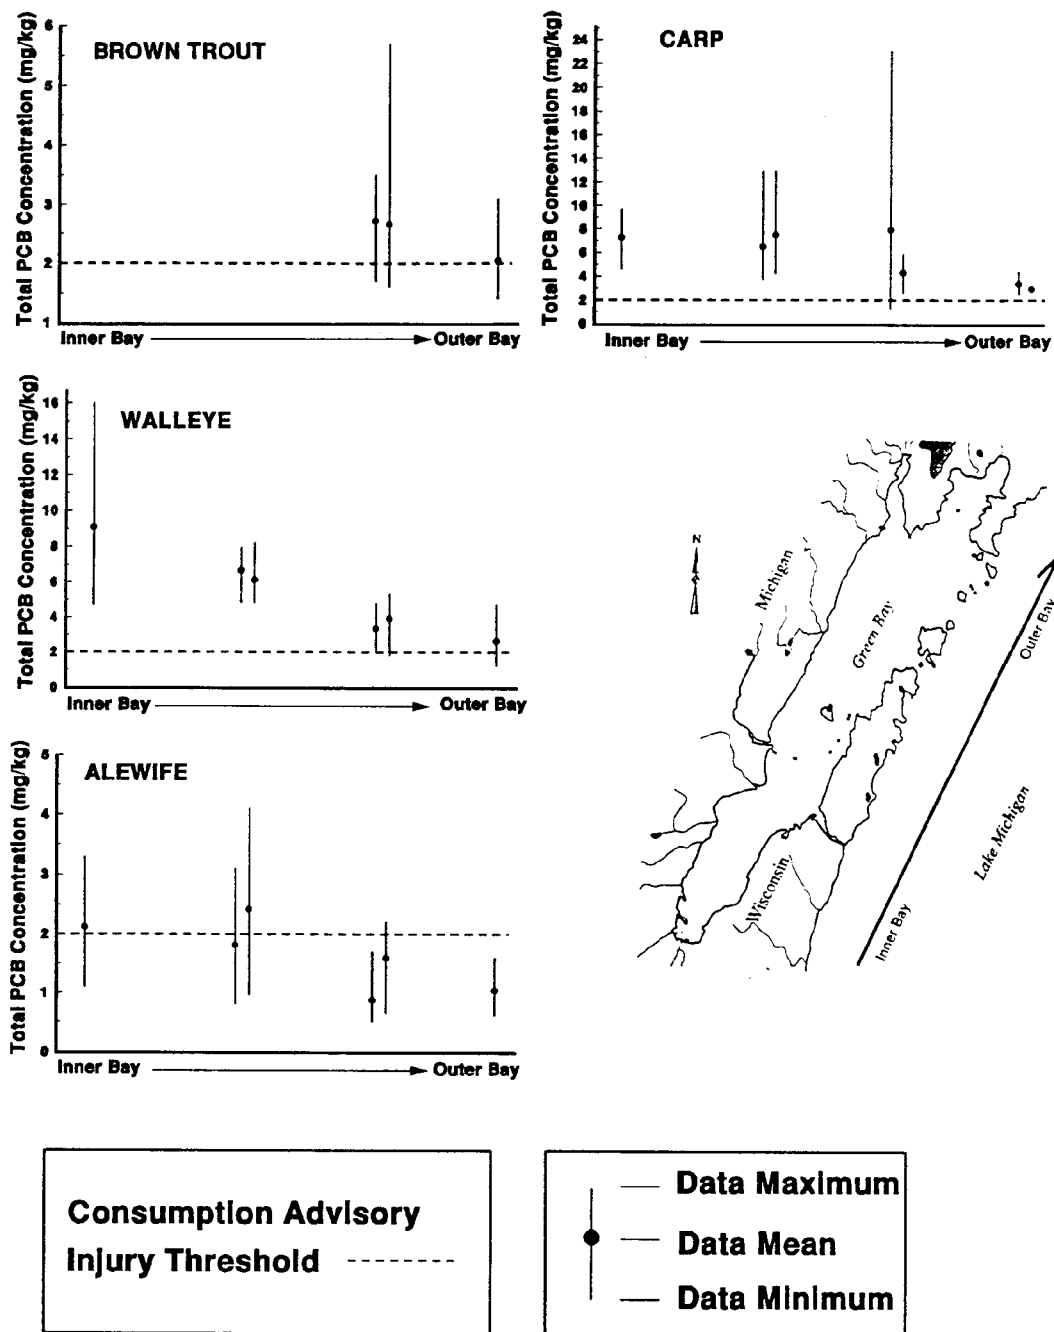 BROWN TROUT
Total PCB Concentration (mg/kg)
6
5
4
3
2
1
Inner Bay
Outer Bay
CARP
Total PCB Concentration (mg/kg)
24
22
20
18
16
14
12
10
8
6
4
2
0
Inner Bay
Outer Bay
WALLEYE
Total PCB Concentration (mg/kg)
16
14
12
10
8
6
4
2
0
Inner Bay
Outer Bay
N
Michigan
Green Bay
Outer Bay
Wisconsin
Inner Bay
Lake Michigan
ALEWIFE
Total PCB Concentration (mg/kg)
5
4
3
2
1
0
Inner Bay
Outer Bay
Consumption Advisory
Injury Threshold
Data Maximum
Data Mean
Data Minimum